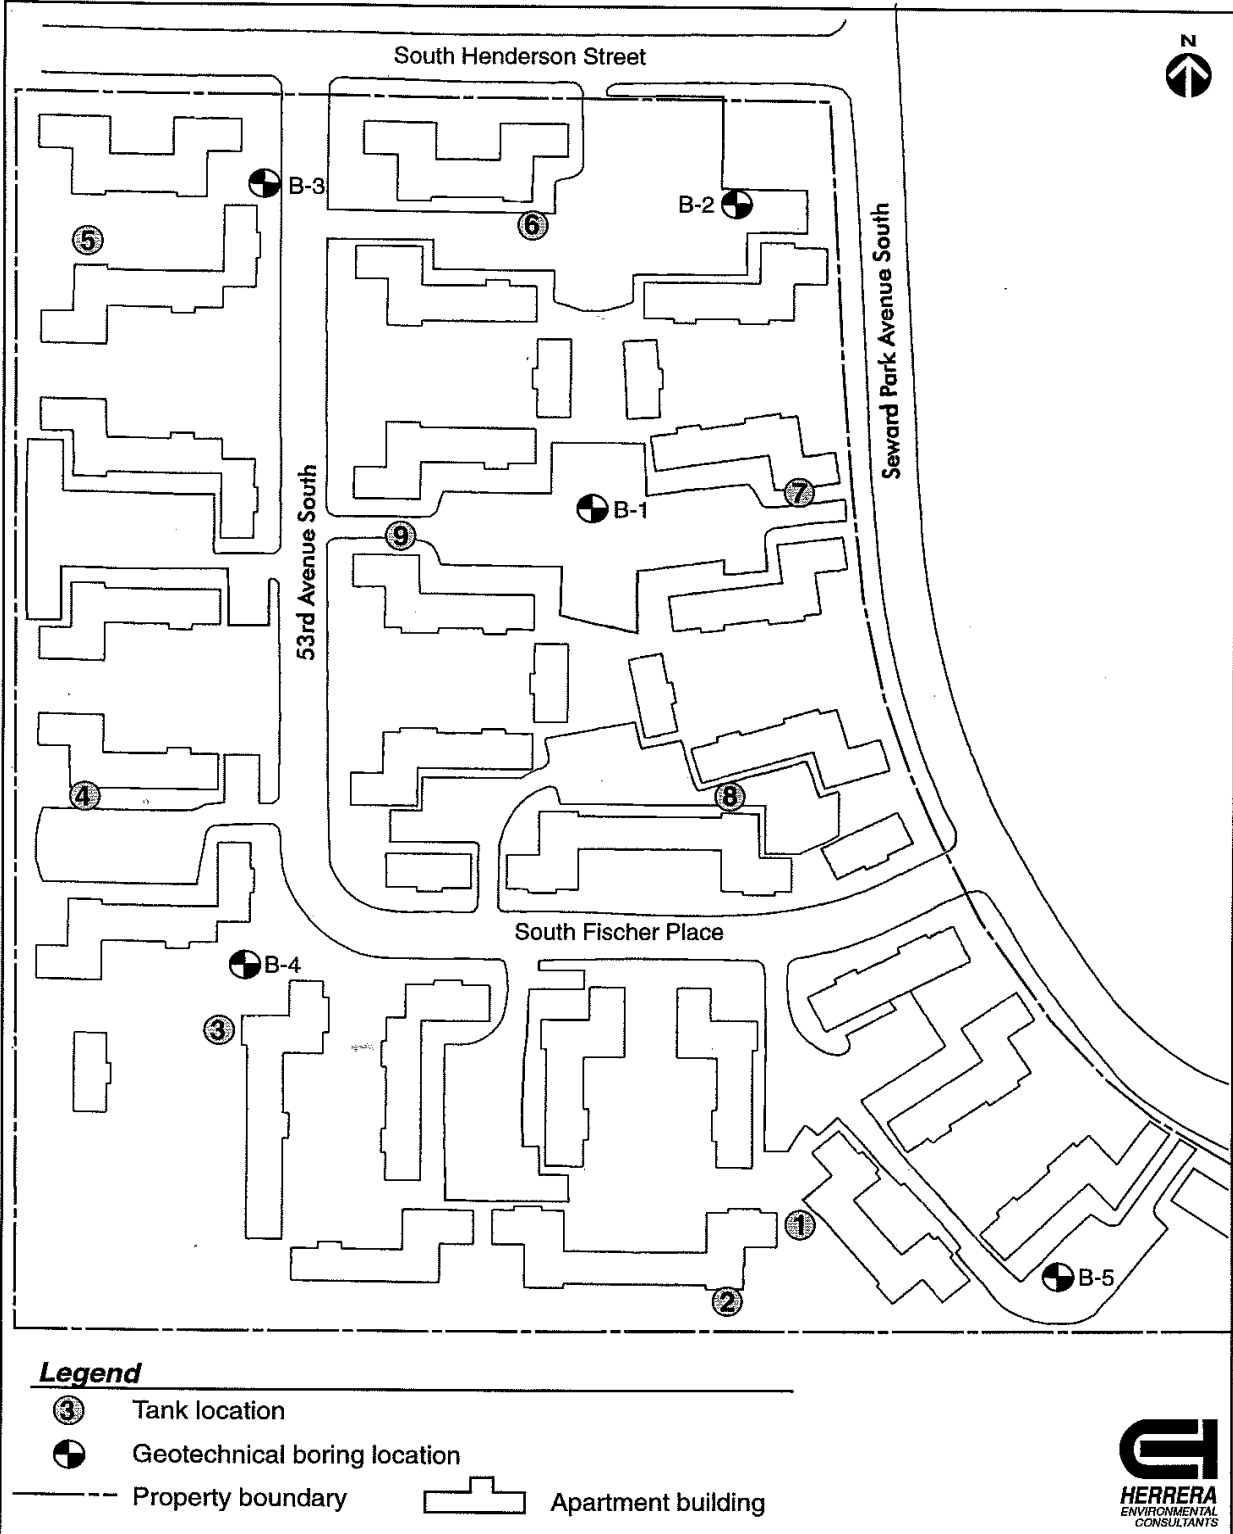 South Henderson Street
N
B-3
B-2
5
6
Seward Park Avenue South
53rd Avenue South
7
B-1
9
4
8
South Fischer Place
B-4
3
1
B-5
2
Legend
3 Tank location
Geotechnical boring location
Property boundary
Apartment building
HERRERA
ENVIRONMENTAL
CONSULTANTS